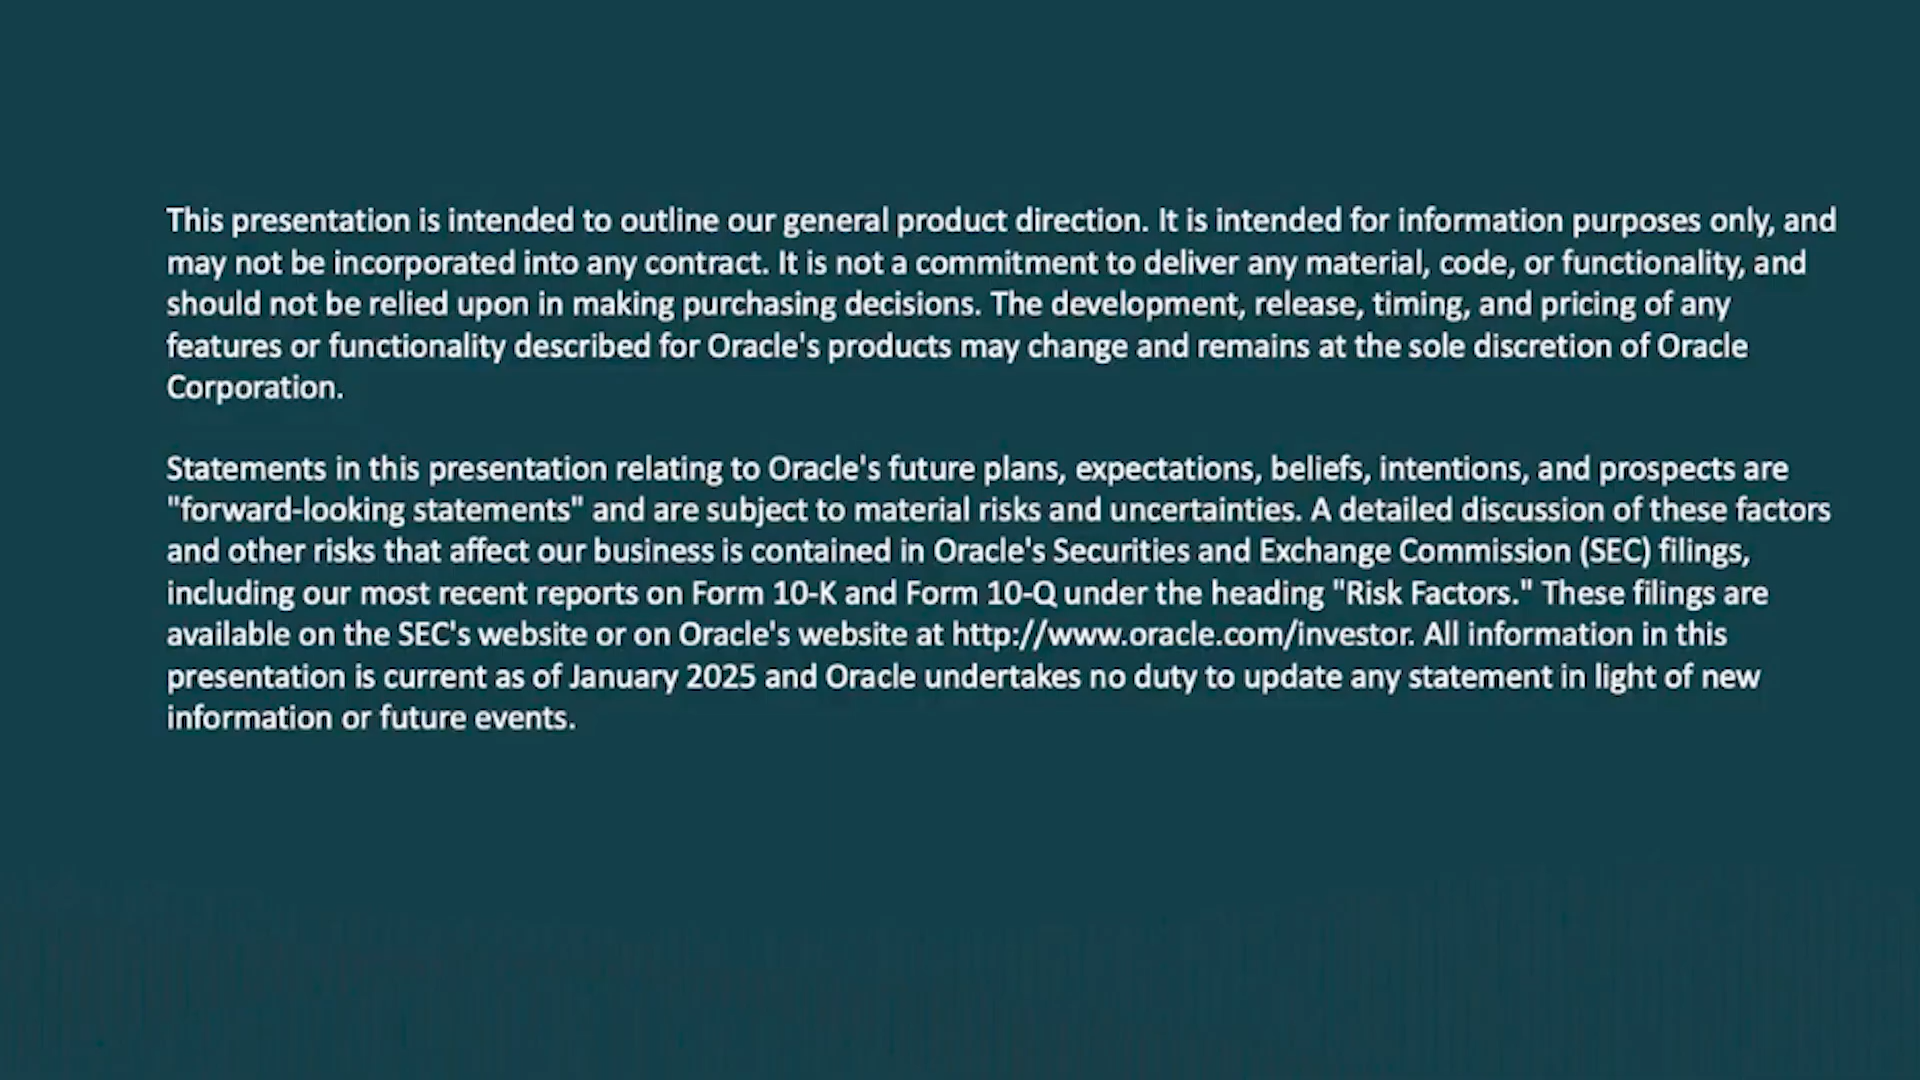 This presentation is intended to outline our general product direction. It is intended for information purposes only, and
may not be incorporated into any contract. It is not a commitment to deliver any material, code, or functionality, and
should not be relied upon in making purchasing decisions. The development, release, timing, and pricing of any
features or functionality described for Oracle's products may change and remains at the sole discretion of Oracle
Corporation.
Statements in this presentation relating to Oracle's future plans, expectations, beliefs, intentions, and prospects are
"forward-looking statements" and are subject to material risks and uncertainties. A detailed discussion of these factors
and other risks that affect our business is contained in Oracle's Securities and Exchange Commission (SEC) filings,
including our most recent reports on Form 10-K and Form 10-Q under the heading "Risk Factors." These filings are
available on the SEC's website or on Oracle's website at http://www.oracle.com/investor. All information in this
presentation is current as of January 2025 and Oracle undertakes no duty to update any statement in light of new
information or future events.